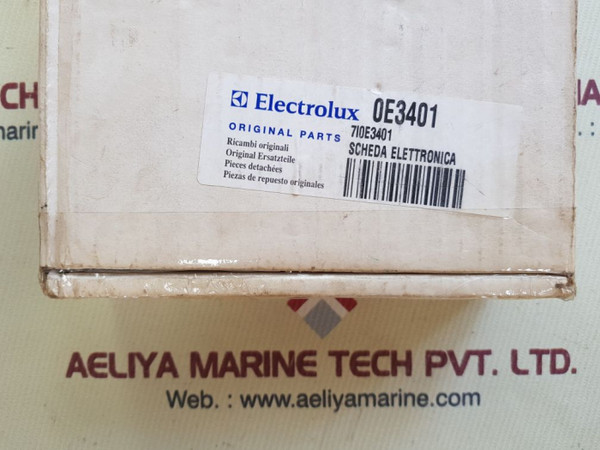 CH
marin
Electrolux 0E3401
ORIGINAL PARTS 7I0E3401
SCHEDA ELETTRONICA
Ricambi originali
Original Ersatzteile
Pieces detachées
Piezas de repuesto originales
AELIYA MARINE TECH PVT. LTD.
Web. : www.aeliyamarine.com